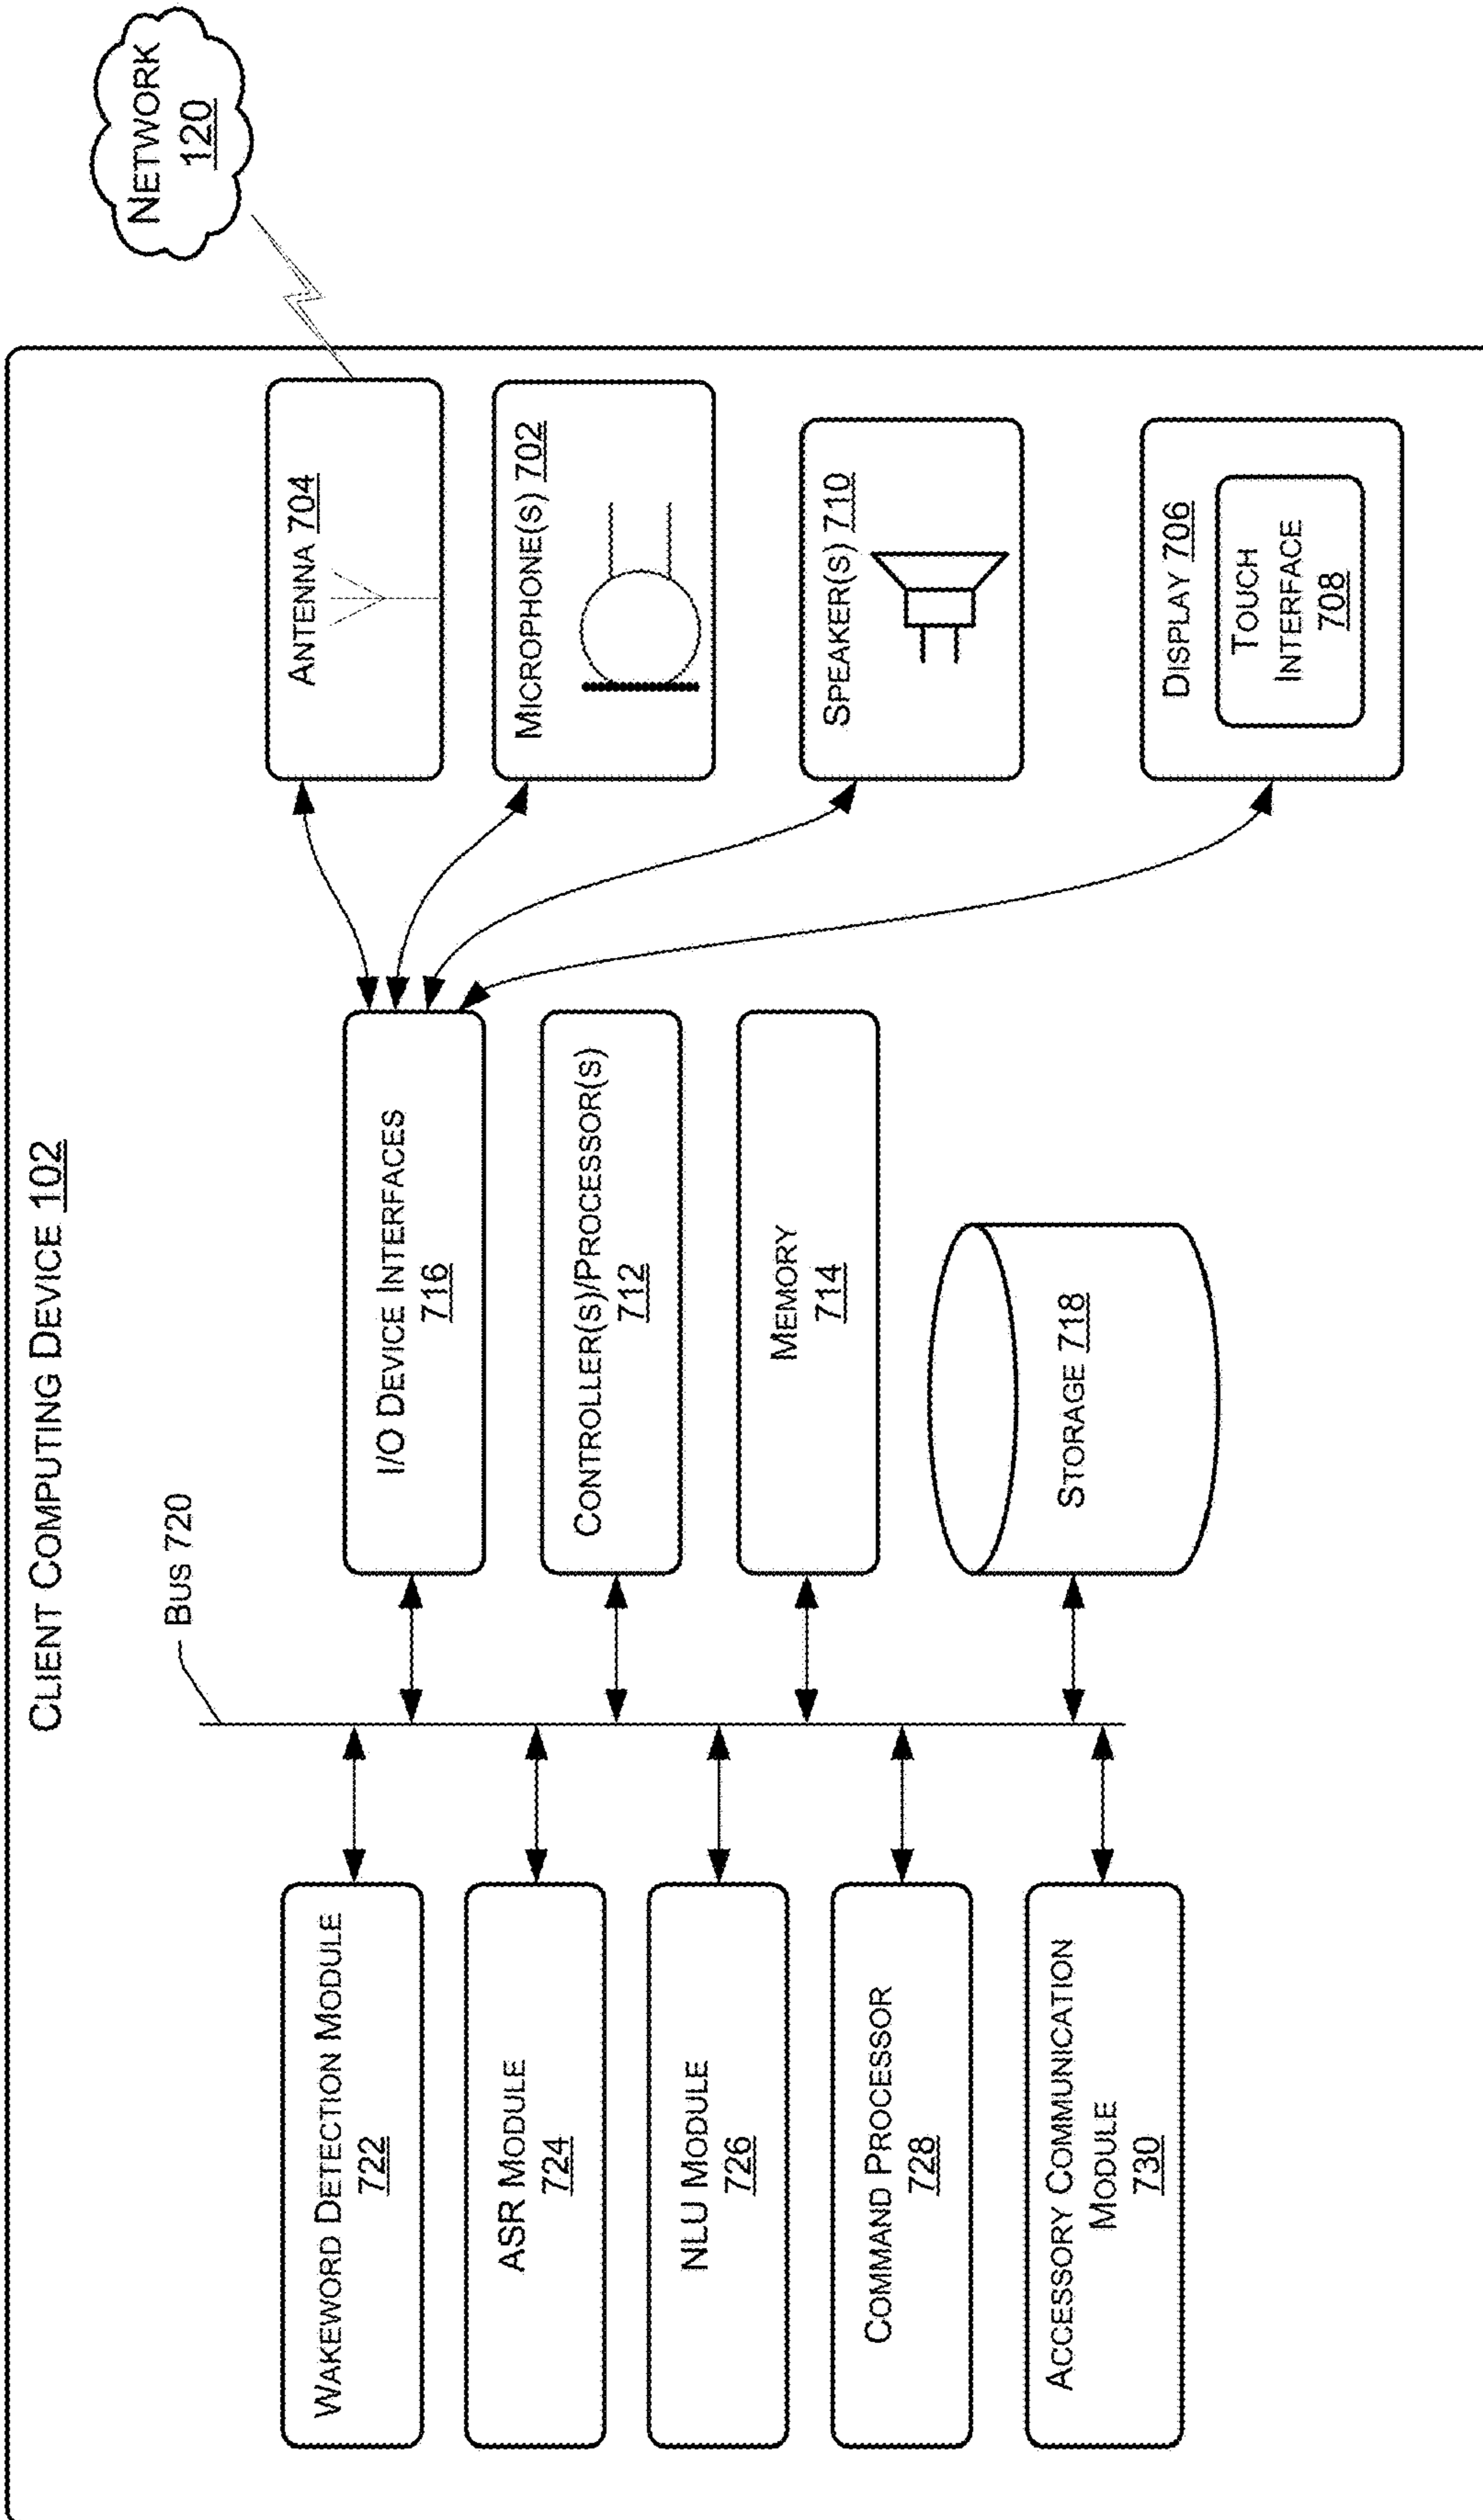 CLIENT COMPUTING DEVICE 102
BUS 720
WAKEWORD DETECTION MODULE
722
ASR MODULE
724
NLU MODULE
726
COMMAND PROCESSOR
728
ACCESSORY COMMUNICATION
MODULE
730
I/O DEVICE INTERFACES
716
CONTROLLER(S)/PROCESSOR(S)
712
MEMORY
714
STORAGE 718
ANTENNA 704
MICROPHONE(S) 702
SPEAKER(S) 710
DISPLAY 706
TOUCH
INTERFACE
708
NETWORK
120